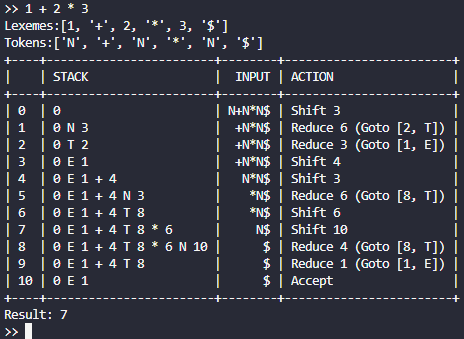 >> 1 + 2 * 3
Lexemes:[1, '+', 2, '*', 3, '$']
Tokens:['N', '+', 'N', '*', 'N', '$']
+----+-----------------------+--------+----------------------+
|    | STACK                 |  INPUT | ACTION               |
+----+-----------------------+--------+----------------------+
| 0  | 0                     | N+N*N$ | Shift 3              |
| 1  | 0 N 3                 |  +N*N$ | Reduce 6 (Goto [2, T]) |
| 2  | 0 T 2                 |  +N*N$ | Reduce 3 (Goto [1, E]) |
| 3  | 0 E 1                 |  +N*N$ | Shift 4              |
| 4  | 0 E 1 + 4             |   N*N$ | Shift 3              |
| 5  | 0 E 1 + 4 N 3         |    *N$ | Reduce 6 (Goto [8, T]) |
| 6  | 0 E 1 + 4 T 8         |    *N$ | Shift 6              |
| 7  | 0 E 1 + 4 T 8 * 6     |     N$ | Shift 10             |
| 8  | 0 E 1 + 4 T 8 * 6 N 10 |      $ | Reduce 4 (Goto [8, T]) |
| 9  | 0 E 1 + 4 T 8         |      $ | Reduce 1 (Goto [1, E]) |
| 10 | 0 E 1                 |      $ | Accept               |
+----+-----------------------+--------+----------------------+
Result: 7
>>